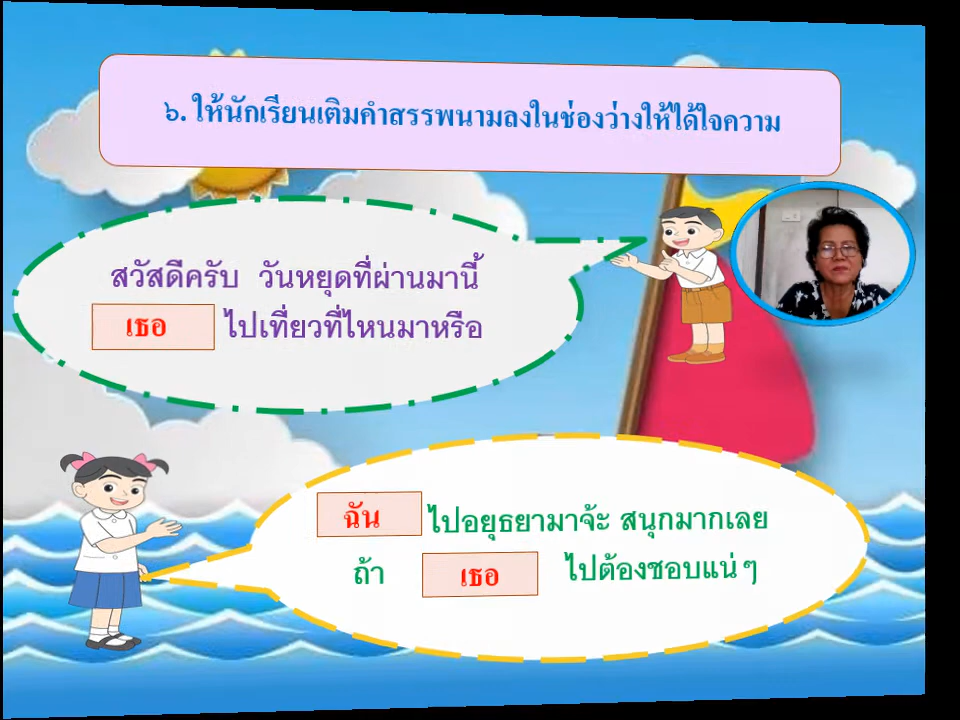 ๖. ให้นักเรียนเติมคำสรรพนามลงในช่องว่างให้ได้ใจความ
สวัสดีครับ วันหยุดที่ผ่านมานี้
เธอ ไปเที่ยวที่ไหนมาหรือ
ฉัน ไปอยุธยามาจ้ะ สนุกมากเลย
ถ้า เธอ ไปต้องชอบแน่ๆ